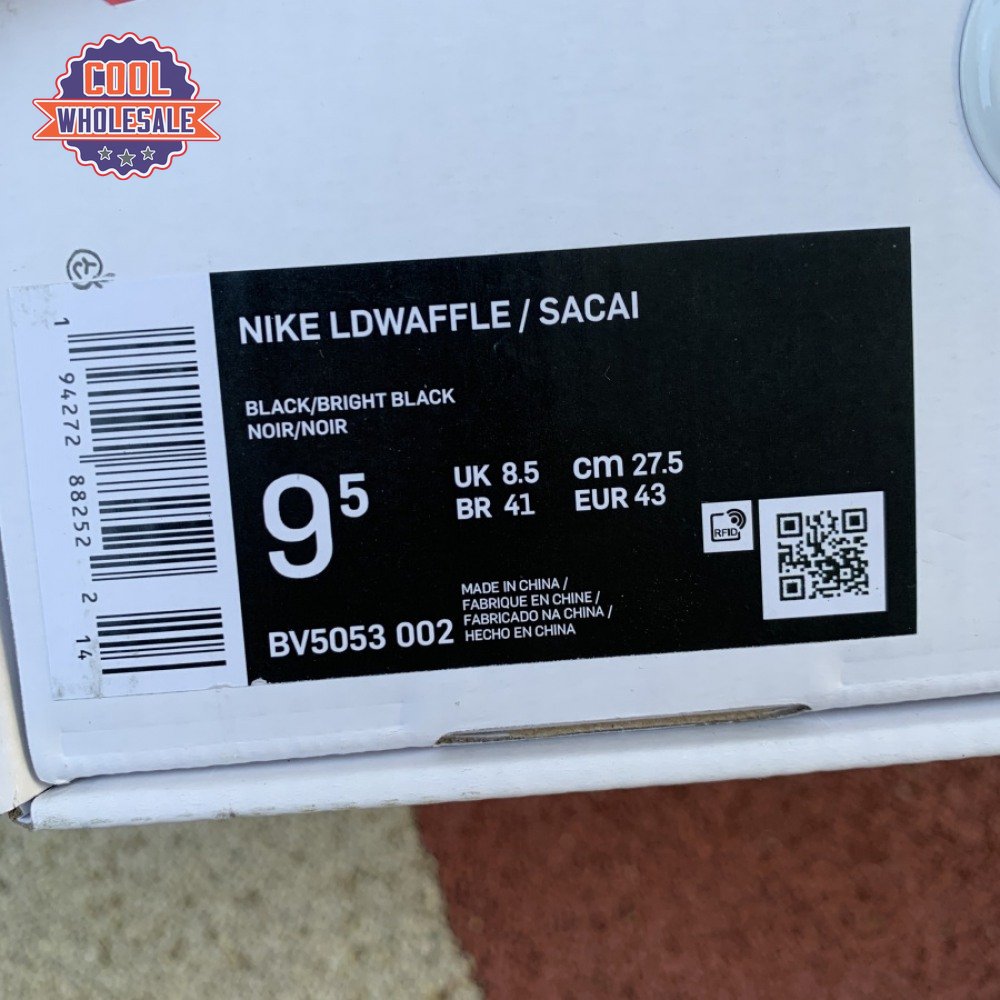 COOL
WHOLESALE
NIKE LDWAFFLE / SACAI
BLACK/BRIGHT BLACK
NOIR/NOIR
9⁵
UK 8.5 cm 27.5
BR 41 EUR 43
RFID
MADE IN CHINA /
FABRIQUE EN CHINE /
FABRICADO NA CHINA /
HECHO EN CHINA
BV5053 002
1 94272 88252 2 14